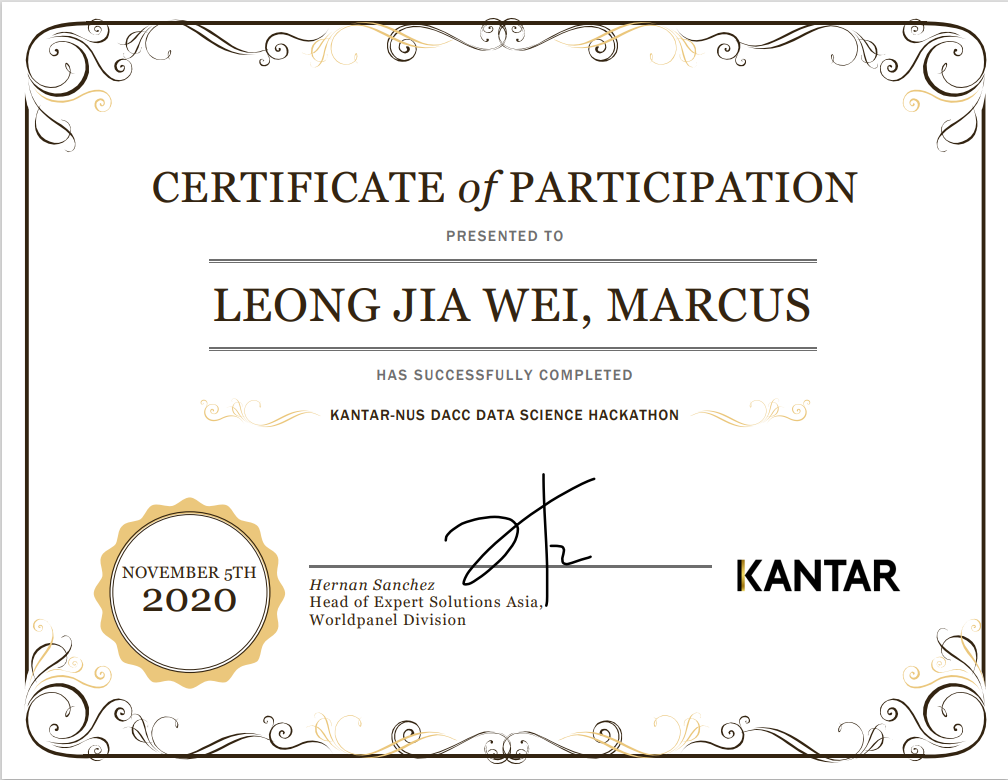 CERTIFICATE of PARTICIPATION
PRESENTED TO
LEONG JIA WEI, MARCUS
HAS SUCCESSFULLY COMPLETED
KANTAR-NUS DACC DATA SCIENCE HACKATHON
NOVEMBER 5TH
2020
Hernan Sanchez
Head of Expert Solutions Asia,
Worldpanel Division
KANTAR